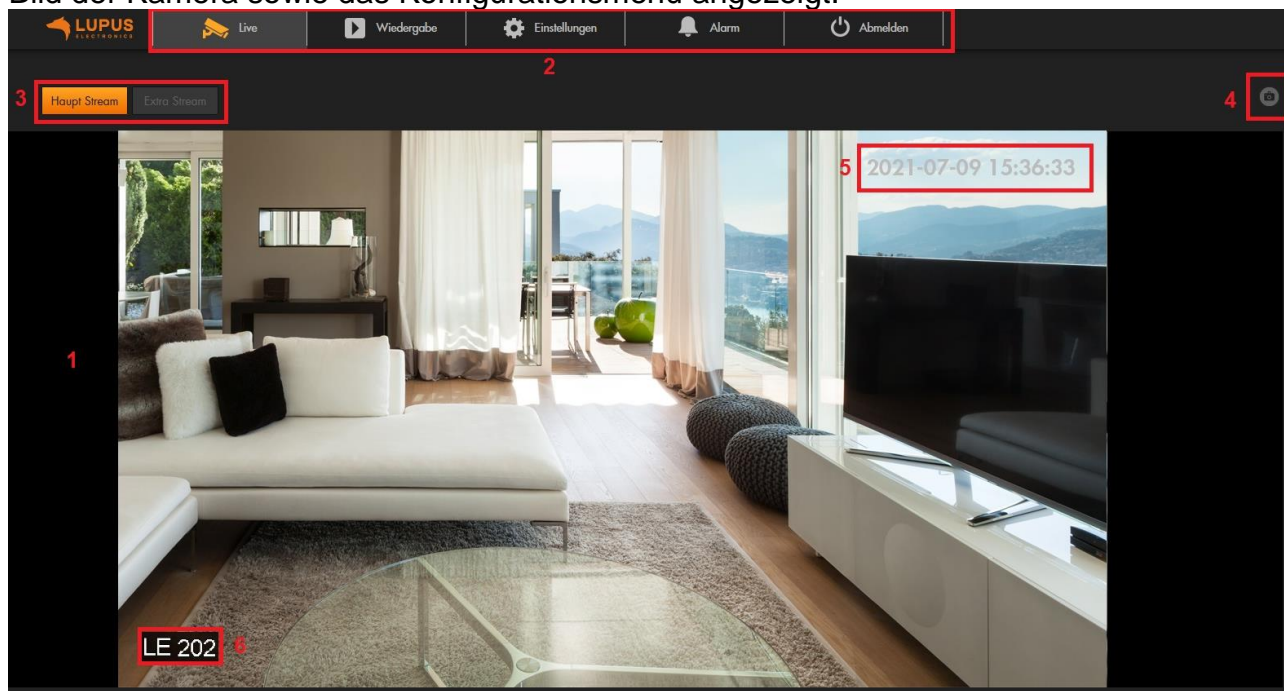 Bild der Kamera sowie das Konfigurationsmenü angezeigt.
LUPUS
ELECTRONICS
Live
Wiedergabe
Einstellungen
Alarm
Abmelden
2
3
Haupt Stream
Extra Stream
4
5
2021-07-09 15:36:33
1
LE 202
6